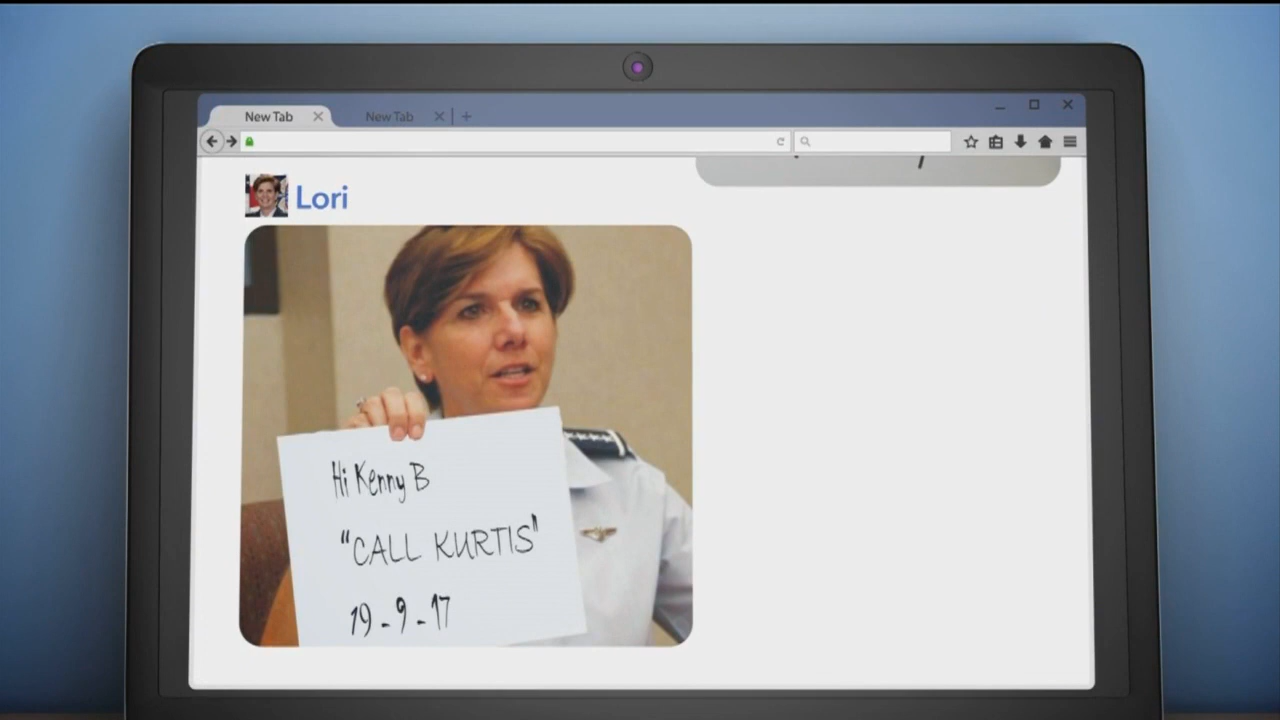 New Tab
New Tab
Lori
Hi Kenny B
"CALL KURTIS"
19-9-17